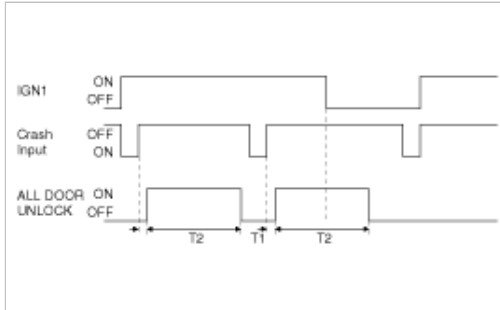 IGN1 ON
OFF
Crash Input OFF
ON
ALL DOOR UNLOCK ON
OFF
T2 T1 T2